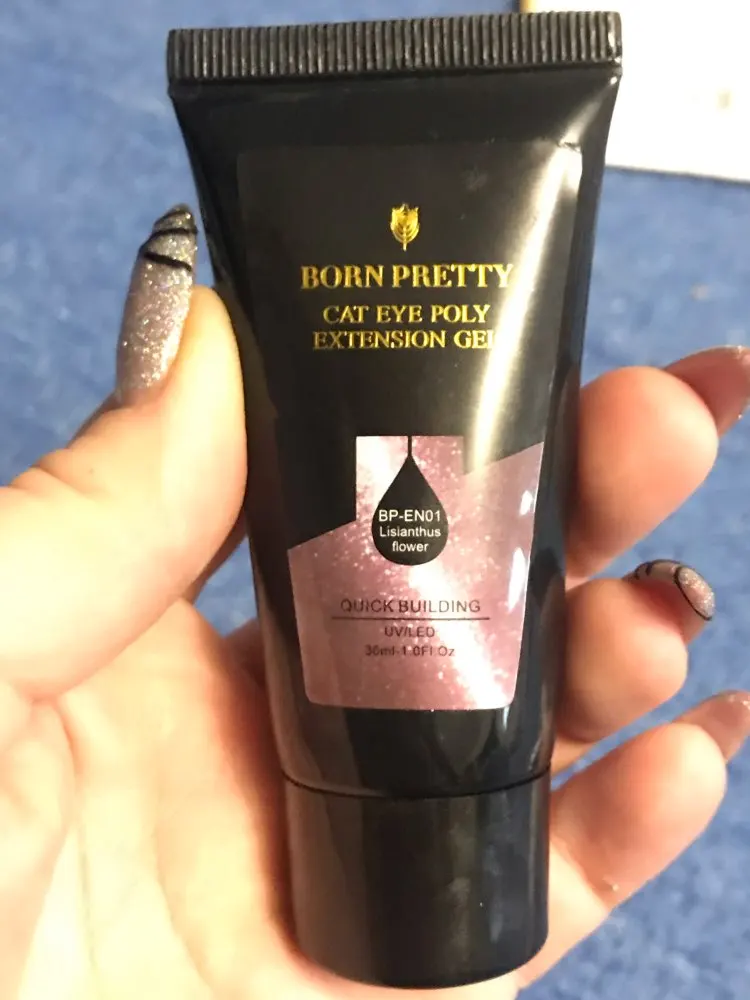 BORN PRETTY
CAT EYE POLY
EXTENSION GEL
BP-EN01
Lisianthus
flower
QUICK BUILDING
UV/LED
30ml-1.0Fl.Oz